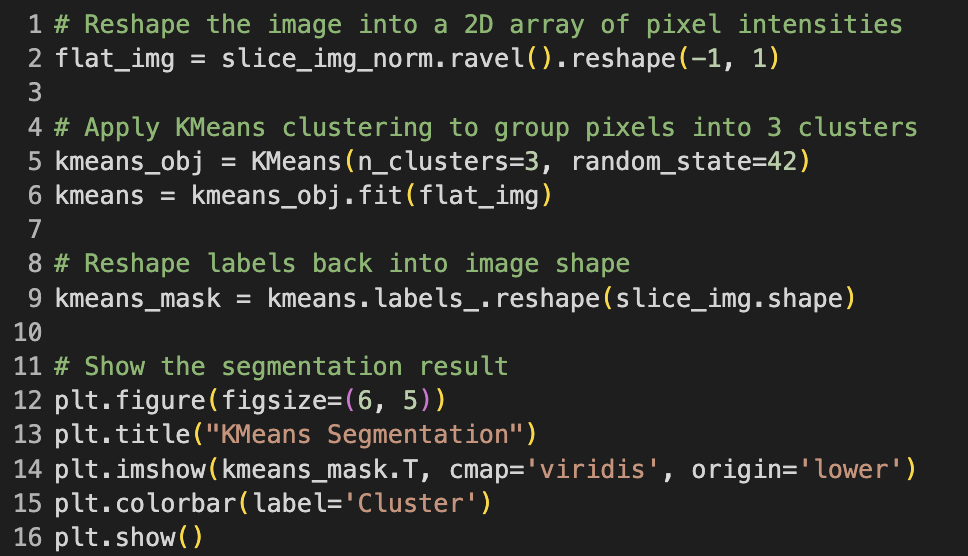 1 # Reshape the image into a 2D array of pixel intensities
2 flat_img = slice_img_norm.ravel().reshape(-1, 1)
3
4 # Apply KMeans clustering to group pixels into 3 clusters
5 kmeans_obj = KMeans(n_clusters=3, random_state=42)
6 kmeans = kmeans_obj.fit(flat_img)
7
8 # Reshape labels back into image shape
9 kmeans_mask = kmeans.labels_.reshape(slice_img.shape)
10
11 # Show the segmentation result
12 plt.figure(figsize=(6, 5))
13 plt.title("KMeans Segmentation")
14 plt.imshow(kmeans_mask.T, cmap='viridis', origin='lower')
15 plt.colorbar(label='Cluster')
16 plt.show()